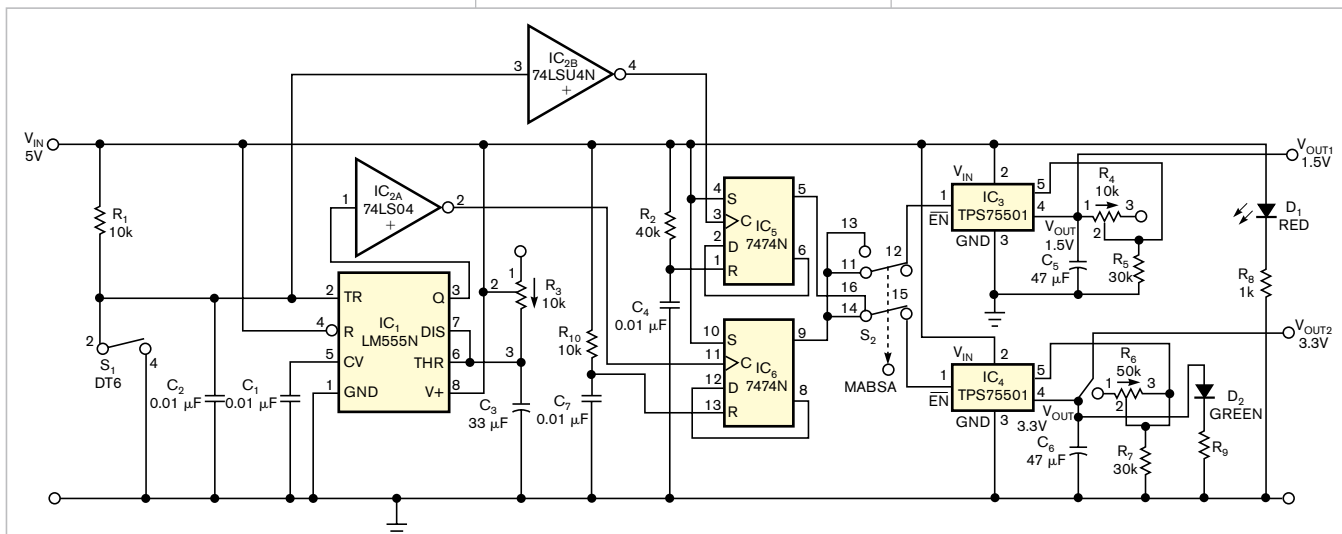 3
IC2B
74LSU4N
+
4
VIN
5V
R1
10k
1
IC2A
74LS04
+
2
R2
40k
4
S
5
3
C
IC5
7474N
2
D
6
1
R
13
12
11
16
15
14
S2
MABSA
VIN
2
1
EN
IC3
TPS75501
5
4
GND
3
VOUT
1.5V
R4
10k
1
3
2
C5
47 µF
R5
30k
VOUT1
1.5V
D1
RED
R8
1k
2
TR
Q
3
4
R
IC1
LM555N
DIS
7
5
CV
THR
6
1
GND
V+
8
2
1
R3
10k
3
C3
33 µF
R10
10k
C7
0.01 µF
C4
0.01 µF
10
S
9
11
C
IC6
7474N
12
D
8
13
R
2
S1
DT6
4
C2
0.01 µF
C1
0.01 µF
VIN
2
1
EN
IC4
TPS75501
5
4
GND
3
VOUT
3.3V
R6
50k
1
3
2
C6
47 µF
R7
30k
VOUT2
3.3V
D2
GREEN
R9